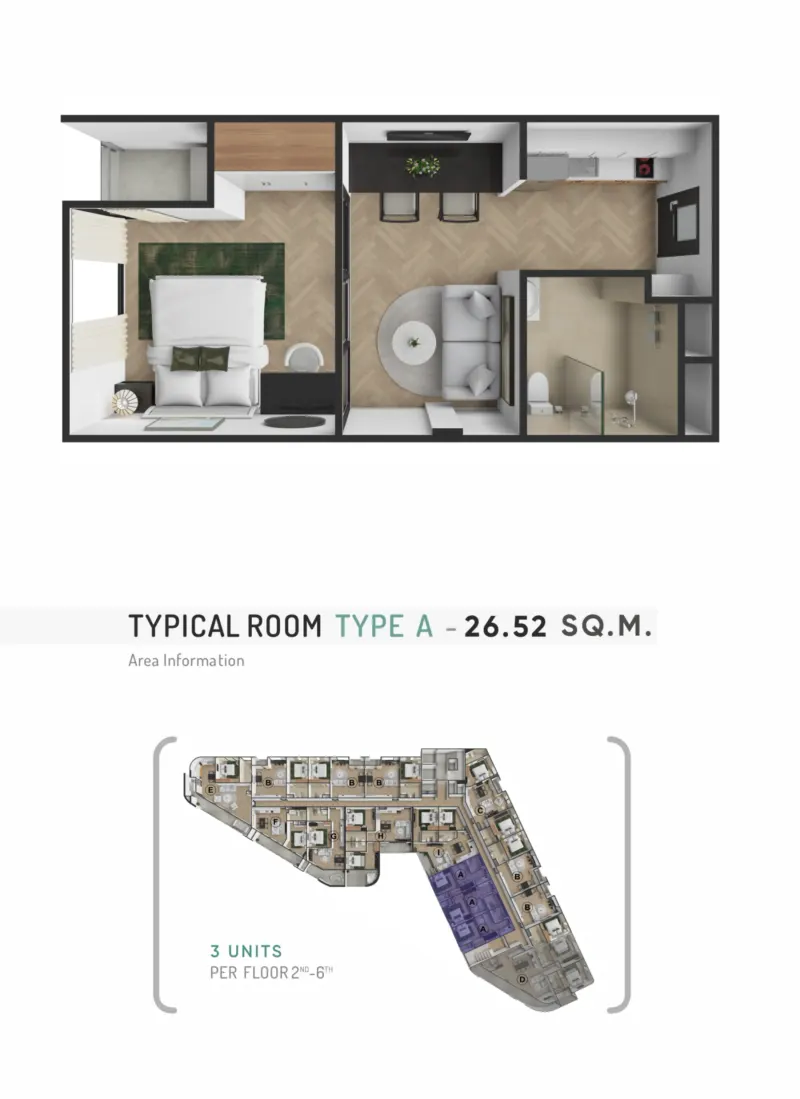 TYPICAL ROOM TYPE A - 26.52 SQ.M.
Area Information
E
B
B
B
F
G
H
I
C
A
A
A
B
B
D
3 UNITS
PER FLOOR 2ND-6TH